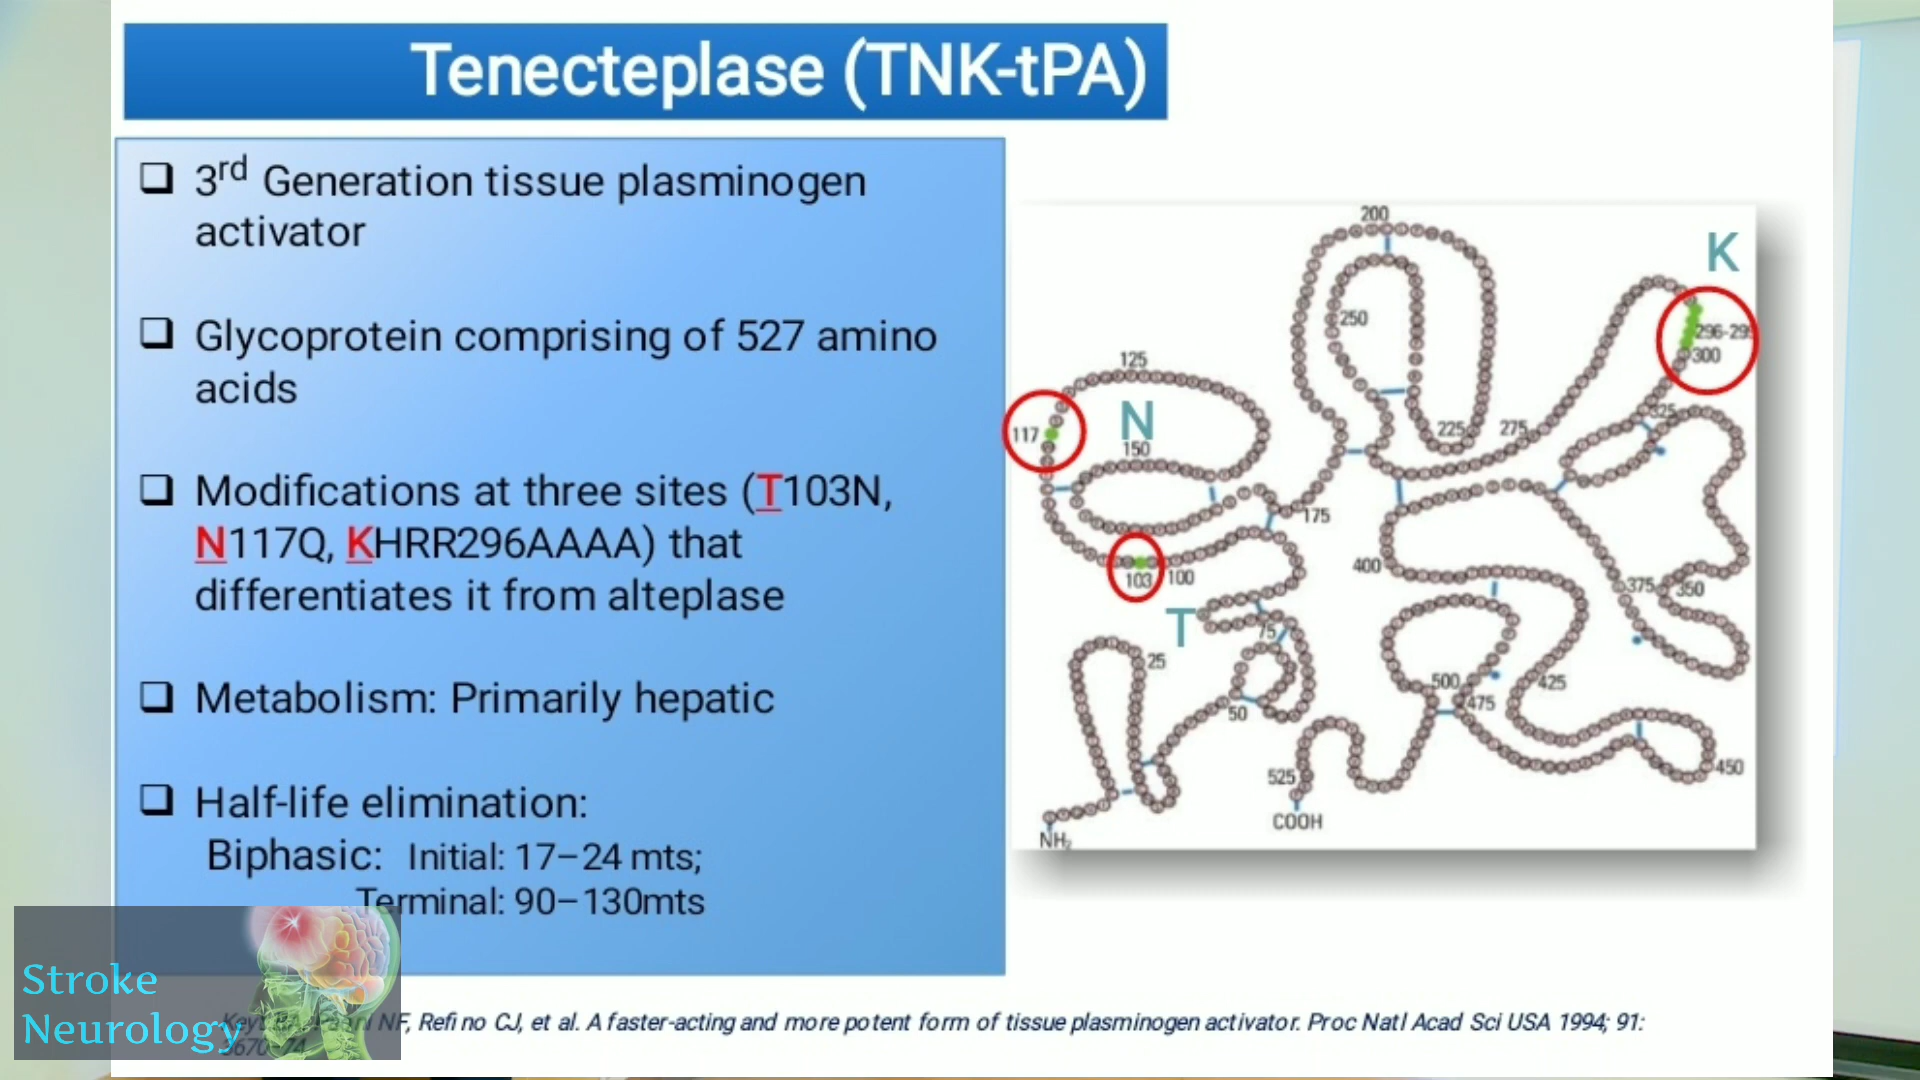 Tenecteplase (TNK-tPA)
3rd Generation tissue plasminogen
activator
Glycoprotein comprising of 527 amino
acids
Modifications at three sites (T103N,
N117Q, KHRR296AAAA) that
differentiates it from alteplase
Metabolism: Primarily hepatic
Half-life elimination:
Biphasic: Initial: 17–24 mts;
Terminal: 90–130mts
200
K
250
296-299
300
125
117
N
150
225
275
325
175
103
100
T
400
375
350
75
25
500
475
425
50
525
450
COOH
NH2
Stroke
Neurology
NF, Refino CJ, et al. A faster-acting and more potent form of tissue plasminogen activator. Proc Natl Acad Sci USA 1994; 91:
3670–74